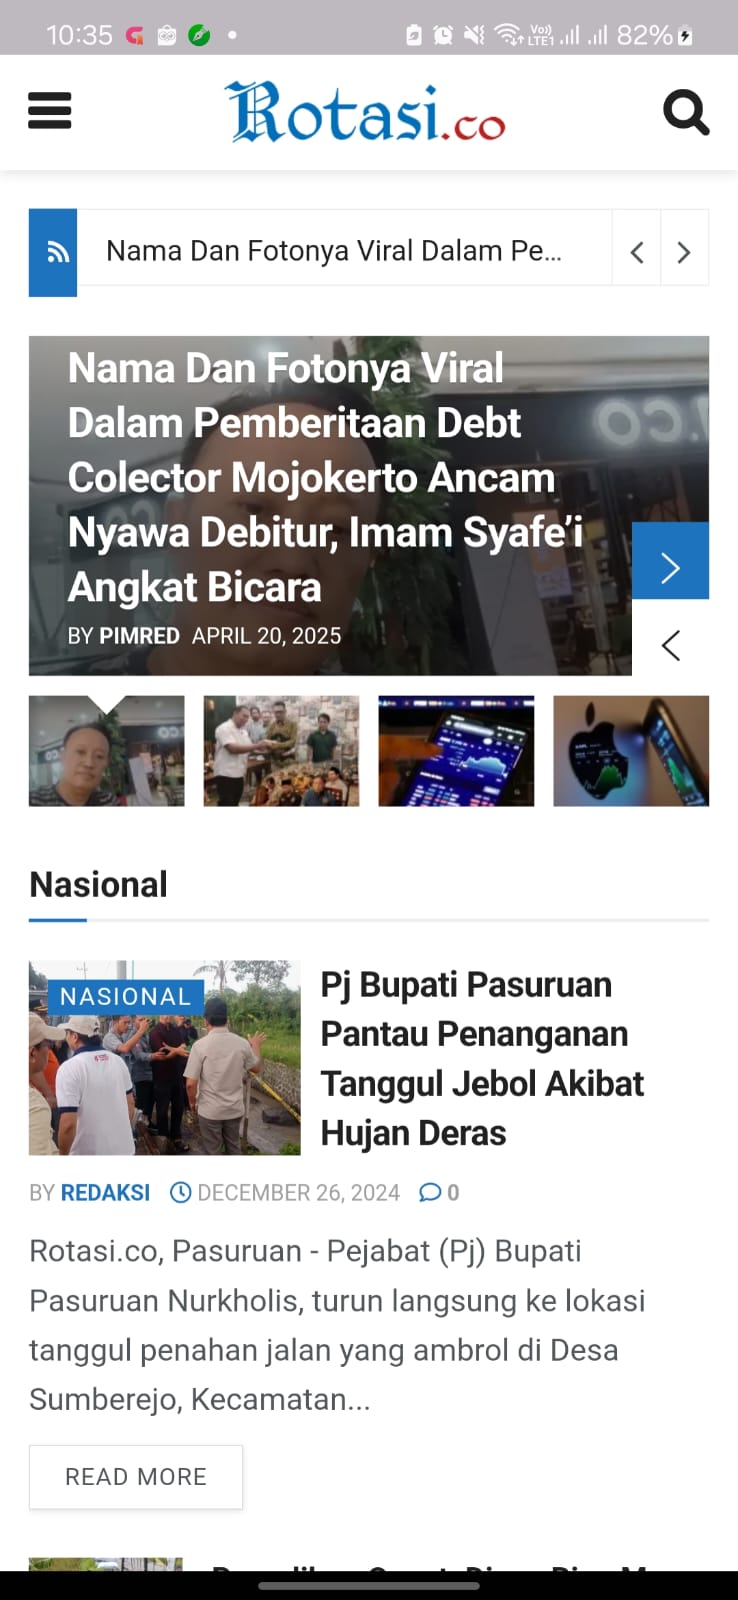 10:35
Vo))
LTE1
82%
Rotasi.co
Nama Dan Fotonya Viral Dalam Pe...
Nama Dan Fotonya Viral
Dalam Pemberitaan Debt
Colector Mojokerto Ancam
Nyawa Debitur, Imam Syafe’i
Angkat Bicara
BY PIMRED APRIL 20, 2025
Nasional
NASIONAL
Pj Bupati Pasuruan
Pantau Penanganan
Tanggul Jebol Akibat
Hujan Deras
BY REDAKSI DECEMBER 26, 2024 0
Rotasi.co, Pasuruan - Pejabat (Pj) Bupati
Pasuruan Nurkholis, turun langsung ke lokasi
tanggul penahan jalan yang ambrol di Desa
Sumberejo, Kecamatan...
READ MORE